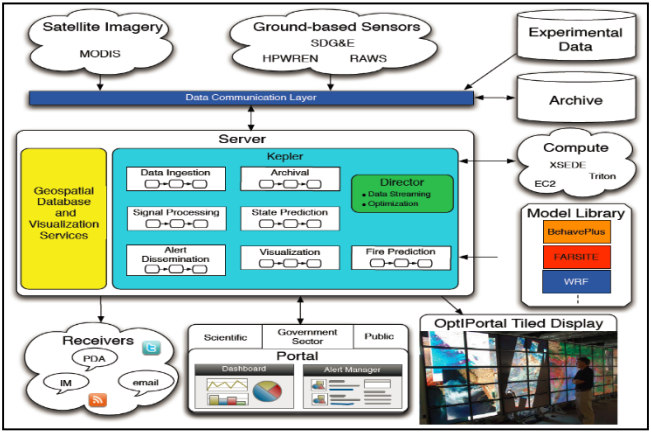 Satellite Imagery
MODIS
Ground-based Sensors
SDG&E
HPWREN RAWS
Experimental
Data
Data Communication Layer
Archive
Server
Kepler
Geospatial
Database
and
Visualization
Services
Data Ingestion
Archival
Director
• Data Streaming
• Optimization
Signal Processing
State Prediction
Alert
Dissemination
Visualization
Fire Prediction
Compute
XSEDE
Triton
EC2
Model Library
BehavePlus
FARSITE
WRF
Receivers
PDA
IM
email
Scientific
Government
Sector
Public
Portal
Dashboard
Alert Manager
OptIPortal Tiled Display